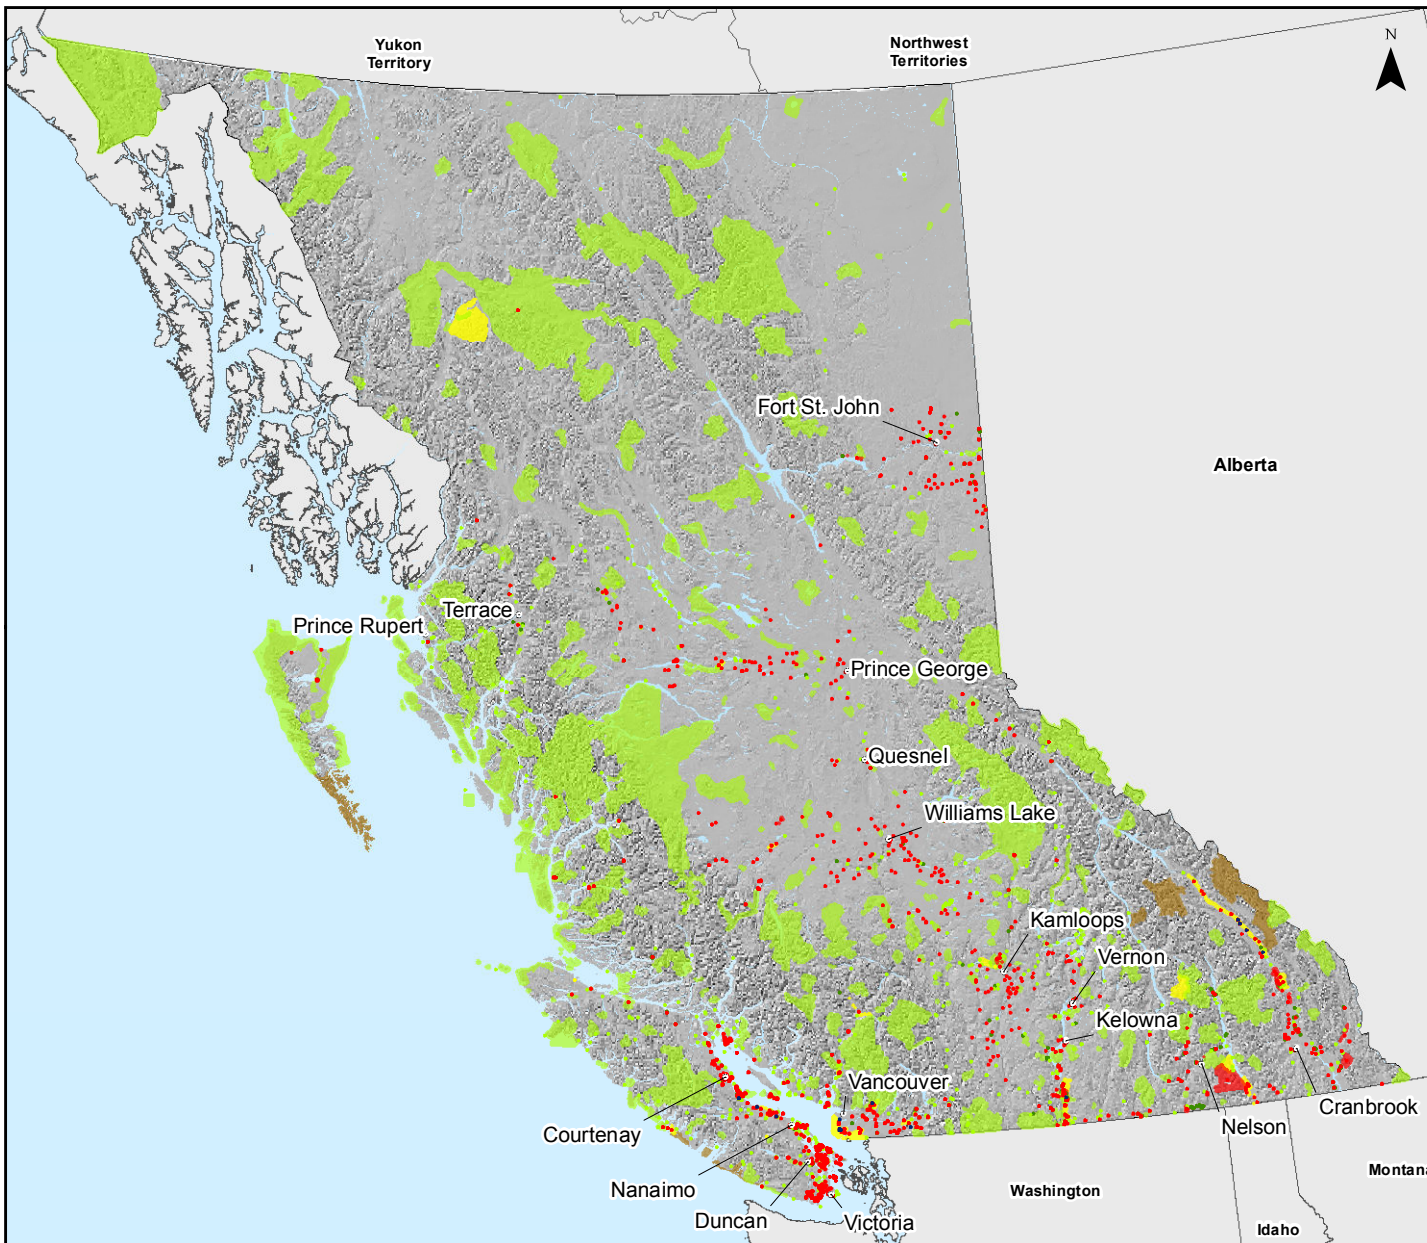 Yukon
Territory
Northwest
Territories
N
Fort St. John
Alberta
Terrace
Prince Rupert
Prince George
Quesnel
Williams Lake
Kamloops
Vernon
Kelowna
Vancouver
Courtenay
Cranbrook
Nelson
Nanaimo
Washington
Montana
Duncan
Victoria
Idaho